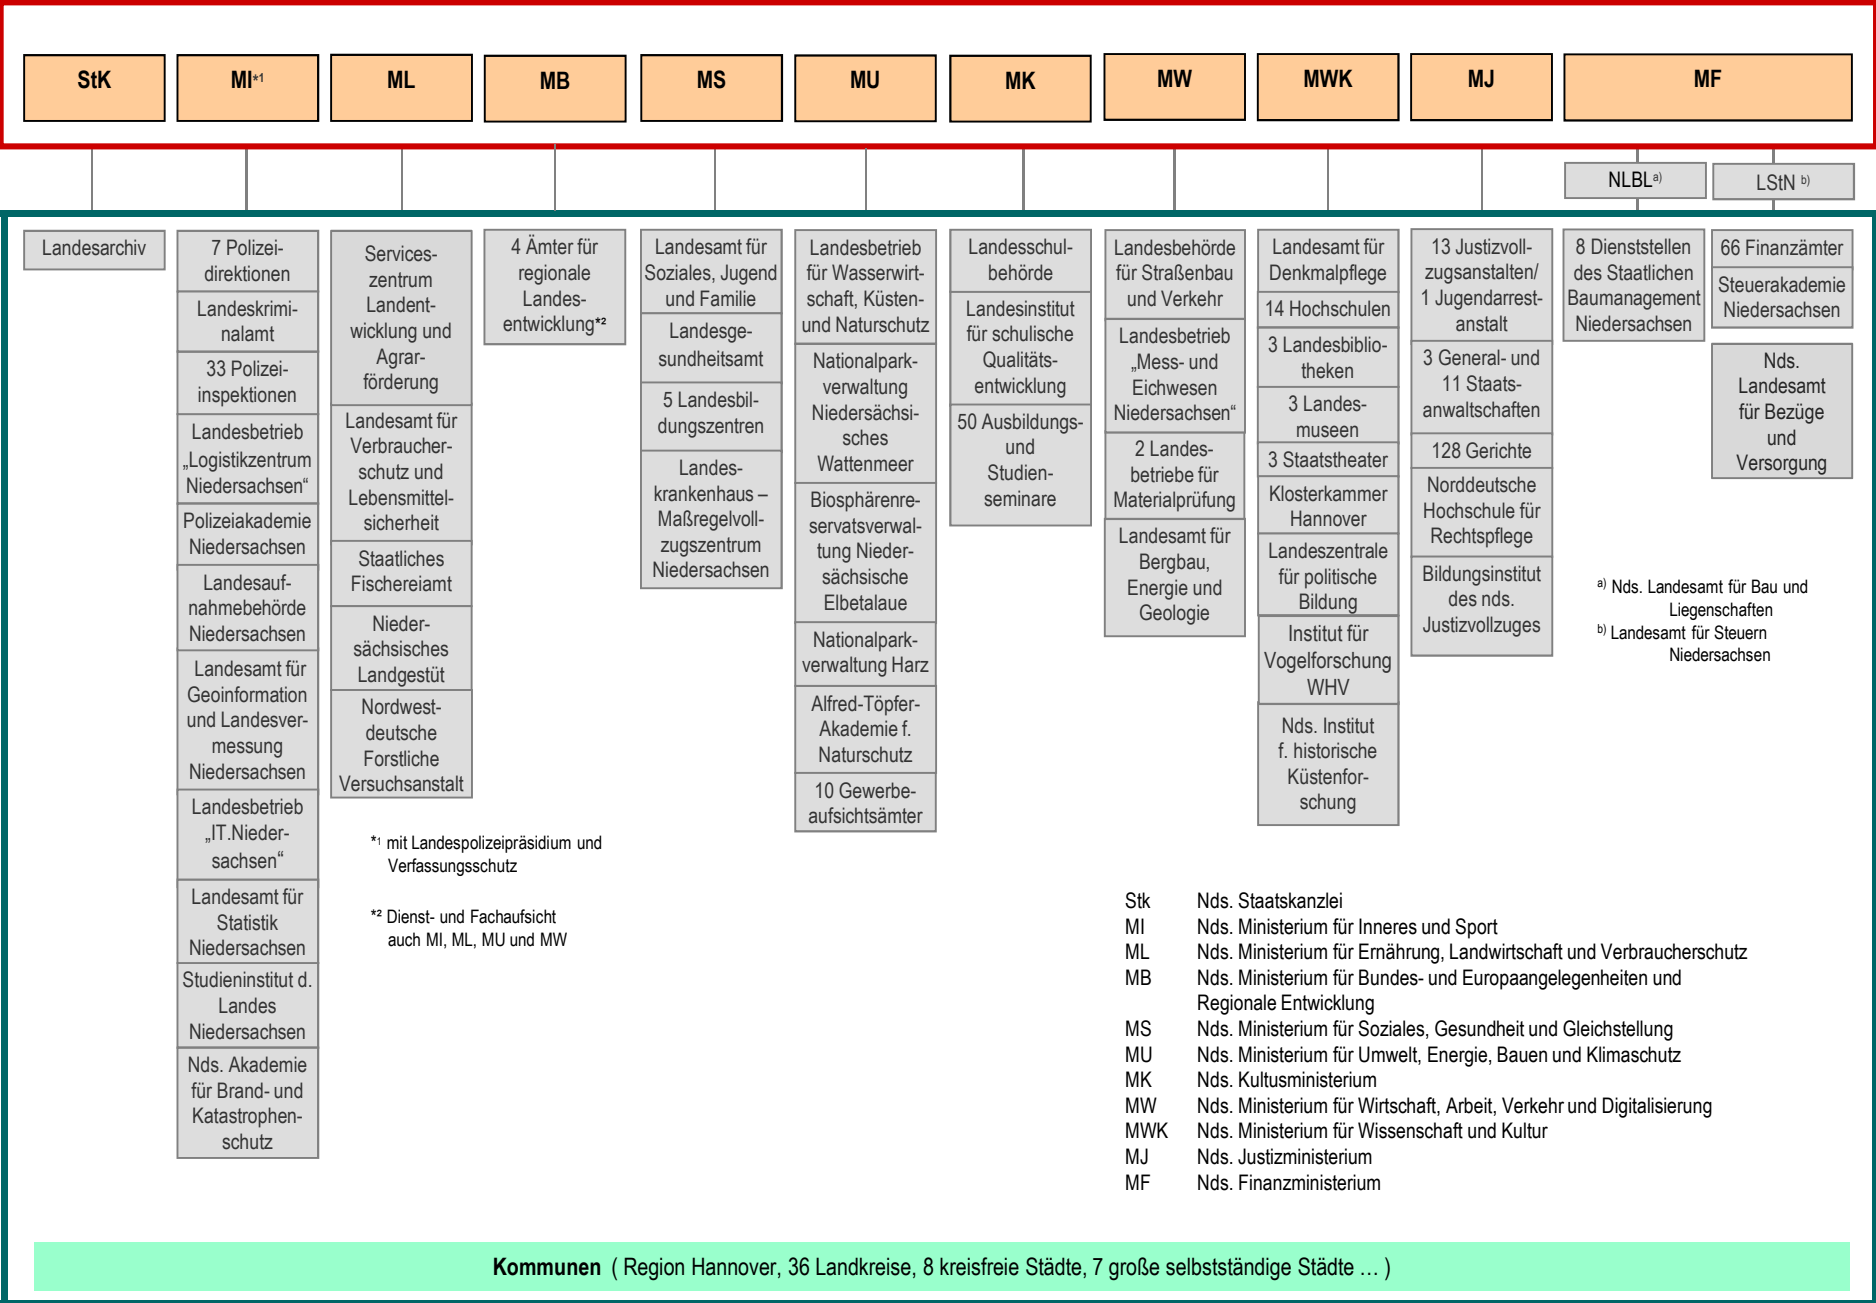 StK
MI*1
ML
MB
MS
MU
MK
MW
MWK
MJ
MF
NLBL a)
LStN b)
Landesarchiv
7 Polizei-
direktionen
Landeskrimi-
nalamt
33 Polizei-
inspektionen
Landesbetrieb
„Logistikzentrum
Niedersachsen“
Polizeiakademie
Niedersachsen
Landesauf-
nahmebehörde
Niedersachsen
Landesamt für
Geoinformation
und Landesver-
messung
Niedersachsen
Landesbetrieb
„IT.Nieder-
sachsen“
Landesamt für
Statistik
Niedersachsen
Studieninstitut d.
Landes
Niedersachsen
Nds. Akademie
für Brand- und
Katastrophen-
schutz
Services-
zentrum
Landent-
wicklung und
Agrar-
förderung
Landesamt für
Verbraucher-
schutz und
Lebensmittel-
sicherheit
Staatliches
Fischereiamt
Nieder-
sächsisches
Landgestüt
Nordwest-
deutsche
Forstliche
Versuchsanstalt
4 Ämter für
regionale
Landes-
entwicklung*²
Landesamt für
Soziales, Jugend
und Familie
Landesge-
sundheitsamt
5 Landesbil-
dungszentren
Landes-
krankenhaus –
Maßregelvoll-
zugszentrum
Niedersachsen
Landesbetrieb
für Wasserwirt-
schaft, Küsten-
und Naturschutz
Nationalpark-
verwaltung
Niedersächsi-
sches
Wattenmeer
Biosphärenre-
servatsverwal-
tung Nieder-
sächsische
Elbetalaue
Nationalpark-
verwaltung Harz
Alfred-Töpfer-
Akademie f.
Naturschutz
10 Gewerbe-
aufsichtsämter
Landesschul-
behörde
Landesinstitut
für schulische
Qualitäts-
entwicklung
50 Ausbildungs-
und
Studien-
seminare
Landesbehörde
für Straßenbau
und Verkehr
Landesbetrieb
„Mess- und
Eichwesen
Niedersachsen“
2 Landes-
betriebe für
Materialprüfung
Landesamt für
Bergbau,
Energie und
Geologie
Landesamt für
Denkmalpflege
14 Hochschulen
3 Landesbiblio-
theken
3 Landes-
museen
3 Staatstheater
Klosterkammer
Hannover
Landeszentrale
für politische
Bildung
Institut für
Vogelforschung
WHV
Nds. Institut
f. historische
Küstenfor-
schung
13 Justizvoll-
zugsanstalten/
1 Jugendarrest-
anstalt
3 General- und
11 Staats-
anwaltschaften
128 Gerichte
Norddeutsche
Hochschule für
Rechtspflege
Bildungsinstitut
des nds.
Justizvollzuges
8 Dienststellen
des Staatlichen
Baumanagement
Niedersachsen
66 Finanzämter
Steuerakademie
Niedersachsen
Nds.
Landesamt
für Bezüge
und
Versorgung
a) Nds. Landesamt für Bau und
Liegenschaften
b) Landesamt für Steuern
Niedersachsen
*1 mit Landespolizeipräsidium und
Verfassungsschutz
*² Dienst- und Fachaufsicht
auch MI, ML, MU und MW
Stk Nds. Staatskanzlei
MI Nds. Ministerium für Inneres und Sport
ML Nds. Ministerium für Ernährung, Landwirtschaft und Verbraucherschutz
MB Nds. Ministerium für Bundes- und Europaangelegenheiten und
Regionale Entwicklung
MS Nds. Ministerium für Soziales, Gesundheit und Gleichstellung
MU Nds. Ministerium für Umwelt, Energie, Bauen und Klimaschutz
MK Nds. Kultusministerium
MW Nds. Ministerium für Wirtschaft, Arbeit, Verkehr und Digitalisierung
MWK Nds. Ministerium für Wissenschaft und Kultur
MJ Nds. Justizministerium
MF Nds. Finanzministerium
Kommunen ( Region Hannover, 36 Landkreise, 8 kreisfreie Städte, 7 große selbstständige Städte … )